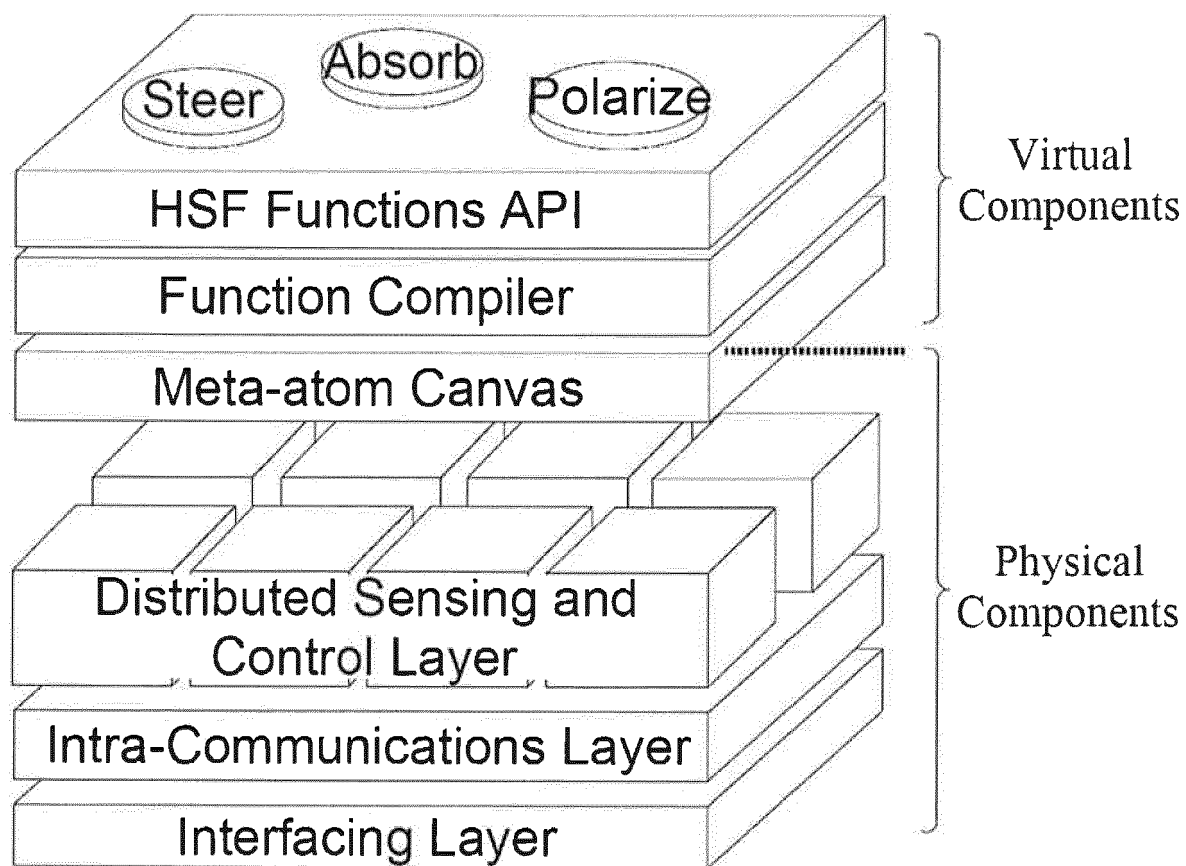 Absorb
Steer
Polarize
HSF Functions API
Function Compiler
Meta-atom Canvas
Distributed Sensing and
Control Layer
Intra-Communications Layer
Interfacing Layer
Virtual
Components
Physical
Components